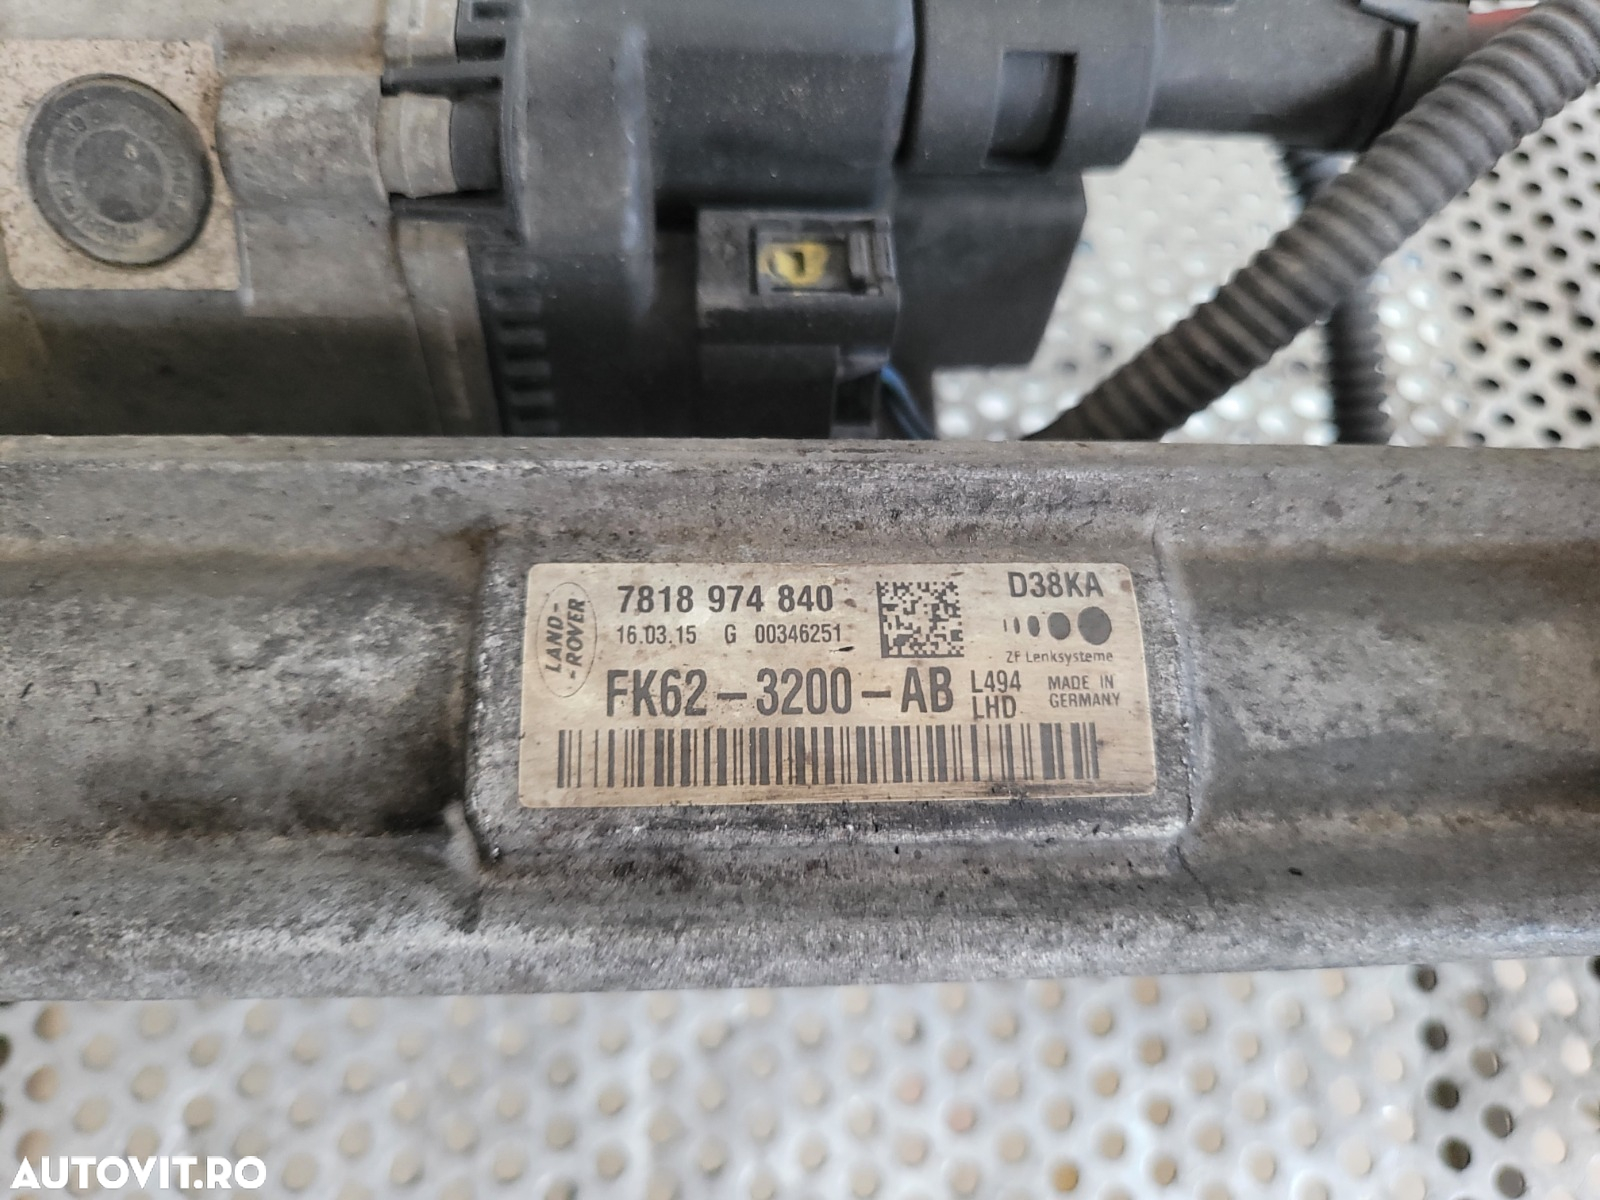 7818 974 840
D38KA
16.03.15 G 00346251
LAND-
-ROVER
ZF Lenksysteme
FK62-3200-AB
L494
LHD
MADE IN
GERMANY
AUTOVIT.RO